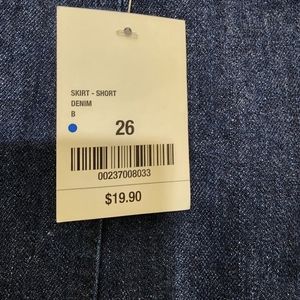 SKIRT - SHORT
DENIM
B
26
00237008033
$19.90